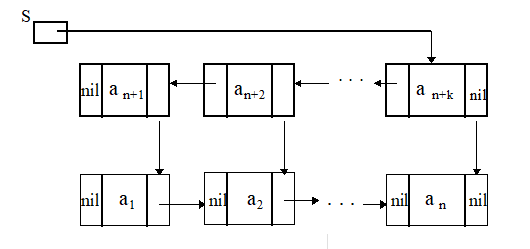 S
nil a n+1 a n+2 . . . a n+k nil
nil a 1 nil a 2 . . . nil a n nil